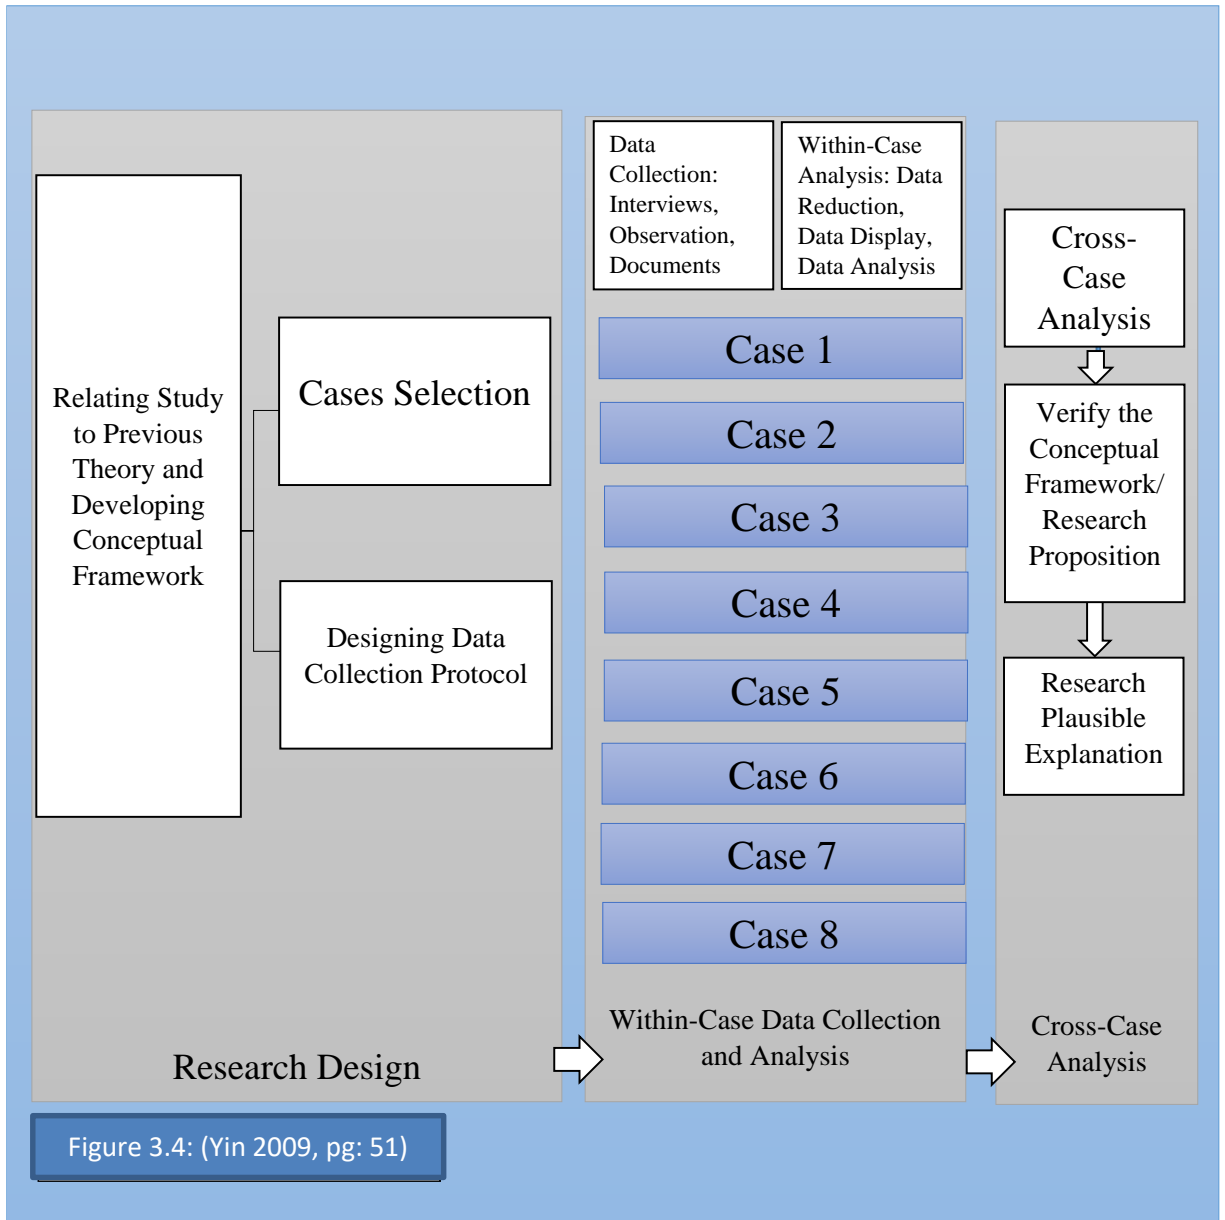 Relating Study
to Previous
Theory and
Developing
Conceptual
Framework
Cases Selection
Designing Data
Collection Protocol
Research Design
Data
Collection:
Interviews,
Observation,
Documents
Within-Case
Analysis: Data
Reduction,
Data Display,
Data Analysis
Case 1
Case 2
Case 3
Case 4
Case 5
Case 6
Case 7
Case 8
Within-Case Data Collection
and Analysis
Cross-
Case
Analysis
Verify the
Conceptual
Framework/
Research
Proposition
Research
Plausible
Explanation
Cross-Case
Analysis
Figure 3.4: (Yin 2009, pg: 51)